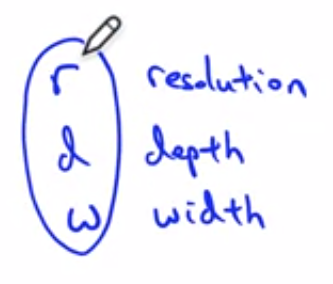 r resolution
d depth
w width